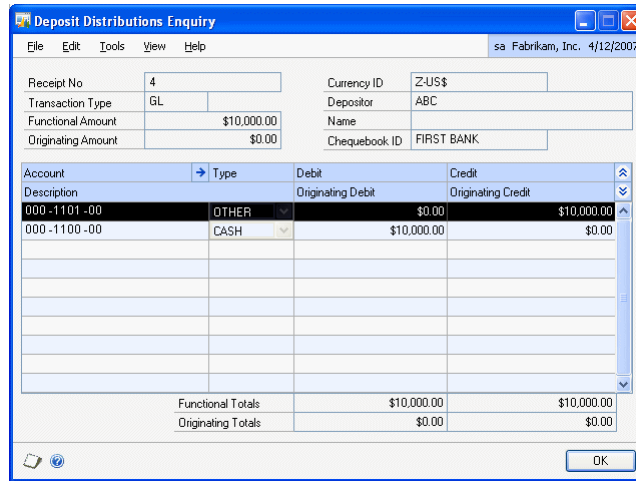 Deposit Distributions Enquiry
File Edit Tools View Help sa Fabrikam, Inc. 4/12/2007
Receipt No 4 Currency ID Z-US$
Transaction Type GL Depositor ABC
Functional Amount $10,000.00 Name
Originating Amount $0.00 Chequebook ID FIRST BANK
Account Type Debit Credit
Description Originating Debit Originating Credit
000 -1101 -00 OTHER $0.00 $10,000.00
000 -1100 -00 CASH $10,000.00 $0.00
Functional Totals $10,000.00 $10,000.00
Originating Totals $0.00 $0.00
OK